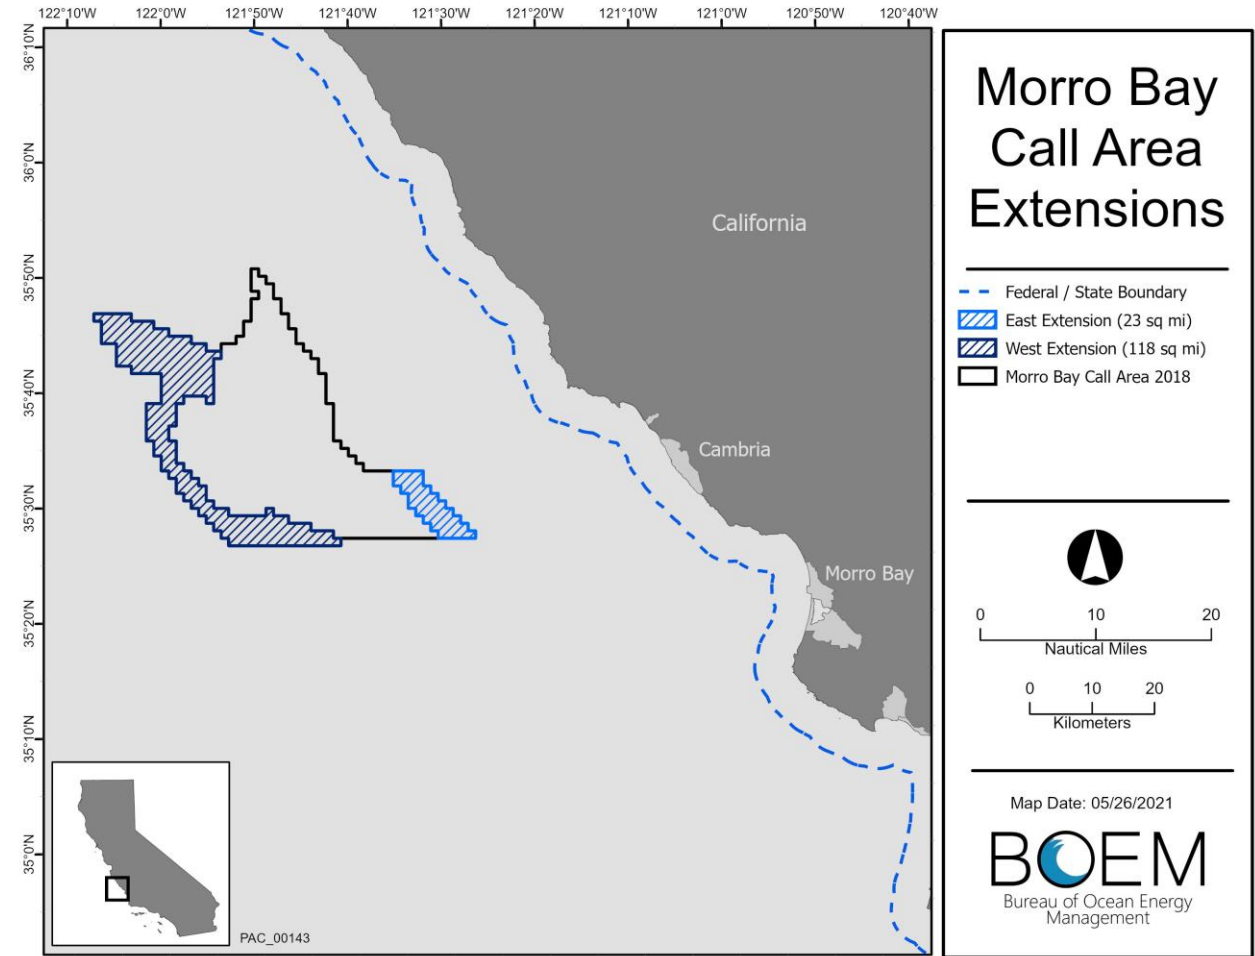 122°10'W 122°0'W 121°50'W 121°40'W 121°30'W 121°20'W 121°10'W 121°0'W 120°50'W 120°40'W
36°10'N
36°0'N
35°50'N
35°40'N
35°30'N
35°20'N
35°10'N
35°0'N
California
Cambria
Morro Bay
PAC_00143
Morro Bay
Call Area
Extensions
Federal / State Boundary
East Extension (23 sq mi)
West Extension (118 sq mi)
Morro Bay Call Area 2018
0 10 20
Nautical Miles
0 10 20
Kilometers
Map Date: 05/26/2021
BOEM
Bureau of Ocean Energy
Management